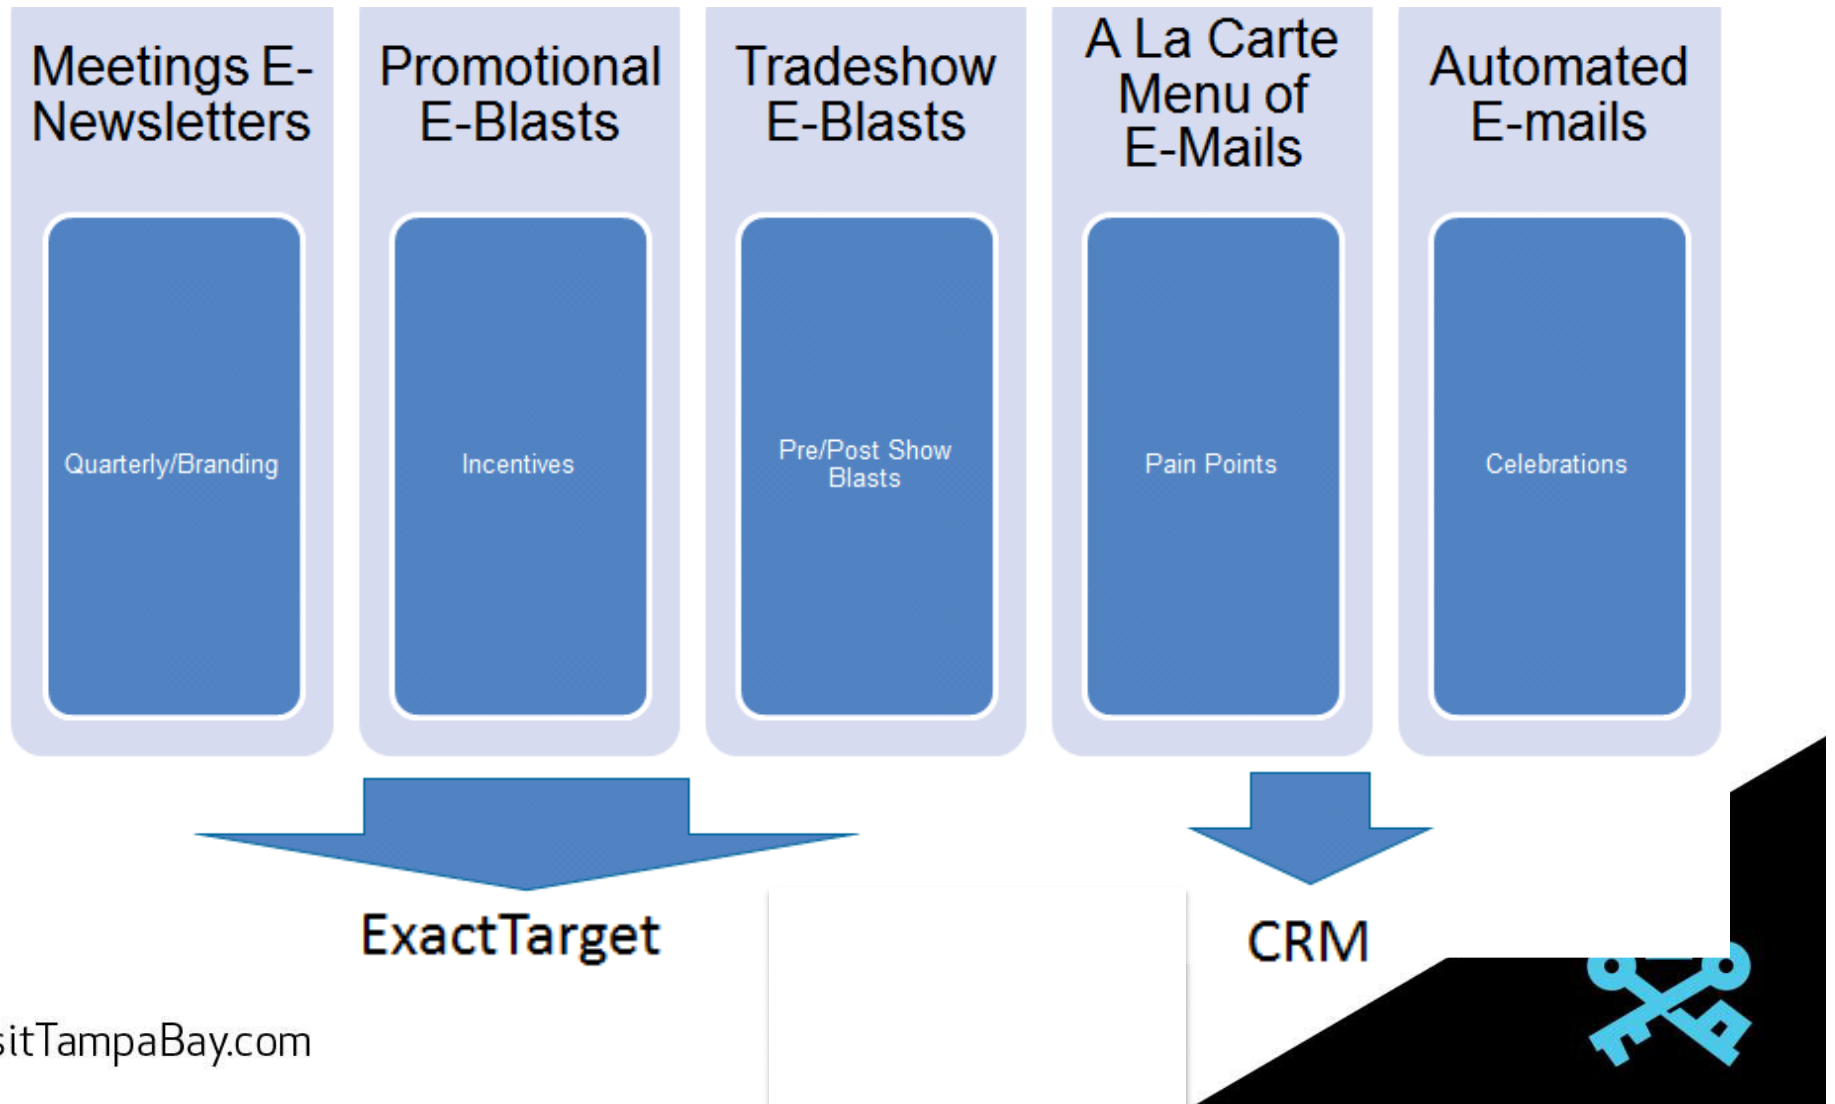 Meetings E-
Newsletters
Promotional
E-Blasts
Tradeshow
E-Blasts
A La Carte
Menu of
E-Mails
Automated
E-mails
Quarterly/Branding
Incentives
Pre/Post Show
Blasts
Pain Points
Celebrations
ExactTarget
CRM
sitTampaBay.com